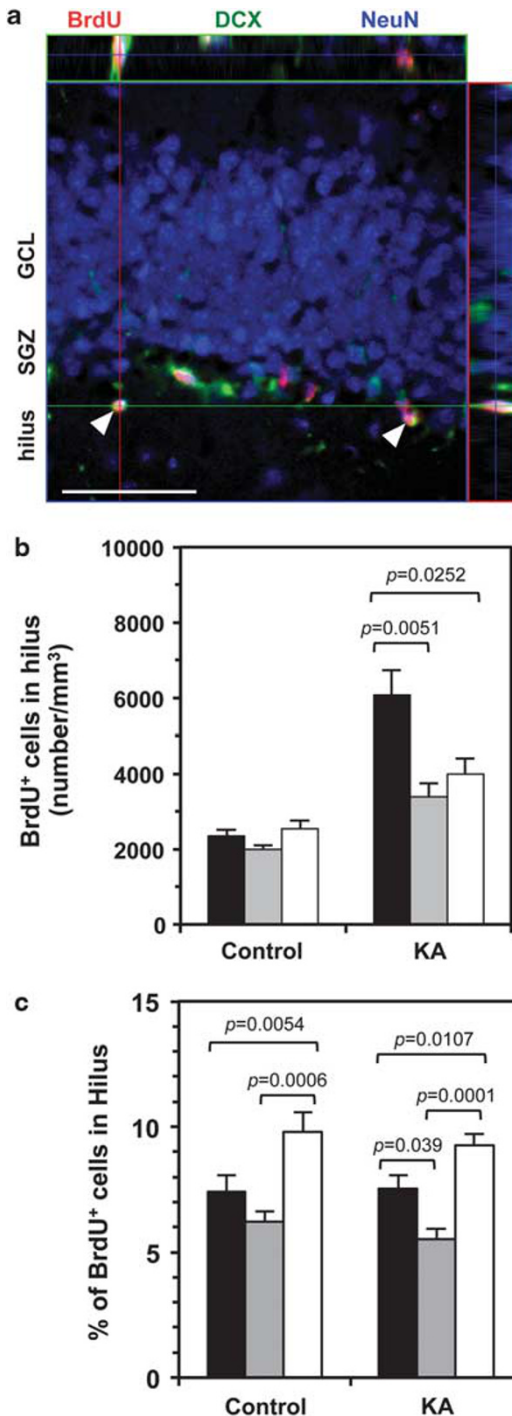 a
BrdU DCX NeuN
GCL
SGZ
hilus
b
BrdU⁺ cells in hilus
(number/mm³)
10000
8000
6000
4000
2000
0
p=0.0252
p=0.0051
Control KA
c
% of BrdU⁺ cells in Hilus
15
10
5
0
p=0.0054
p=0.0006
p=0.0107
p=0.0001
p=0.039
Control KA